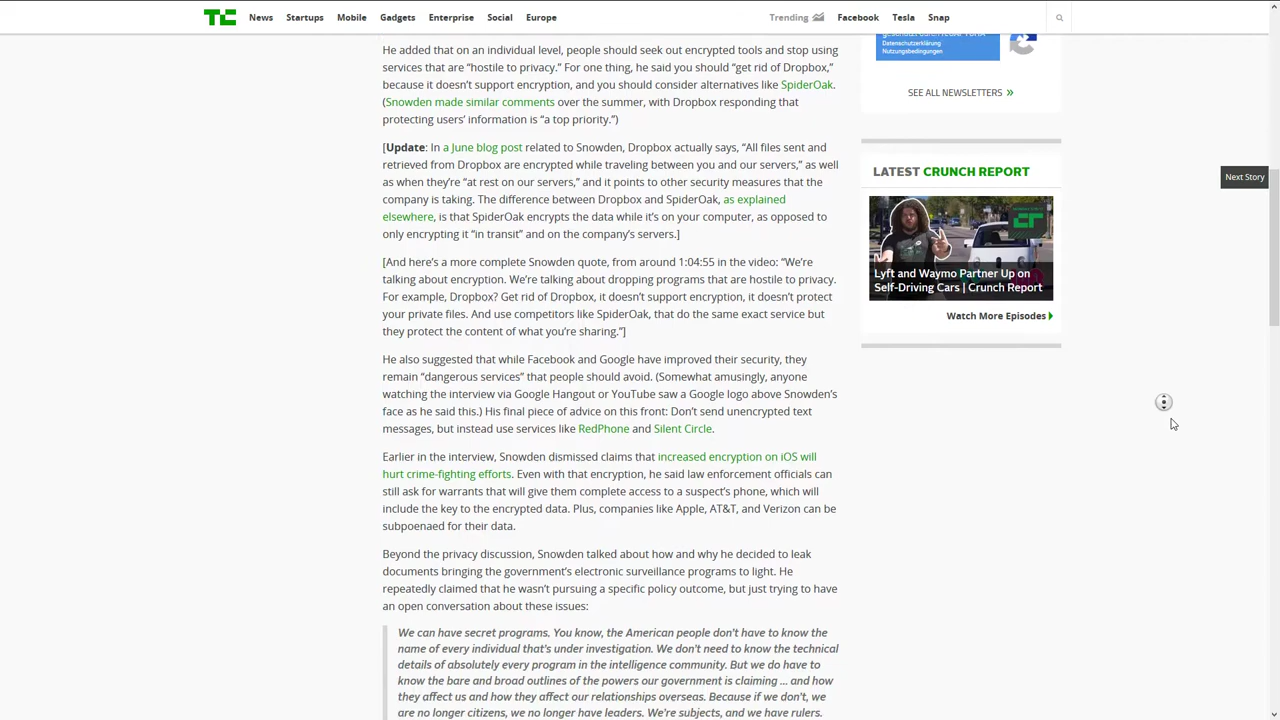 TC News Startups Mobile Gadgets Enterprise Social Europe Trending Facebook Tesla Snap
He added that on an individual level, people should seek out encrypted tools and stop using
services that are “hostile to privacy.” For one thing, he said you should “get rid of Dropbox,”
because it doesn’t support encryption, and you should consider alternatives like SpiderOak.
(Snowden made similar comments over the summer, with Dropbox responding that
protecting users’ information is “a top priority.”)
[Update: In a June blog post related to Snowden, Dropbox actually says, “All files sent and
retrieved from Dropbox are encrypted while traveling between you and our servers,” as well
as when they’re “at rest on our servers,” and it points to other security measures that the
company is taking. The difference between Dropbox and SpiderOak, as explained
elsewhere, is that SpiderOak encrypts the data while it’s on your computer, as opposed to
only encrypting it “in transit” and on the company’s servers.]
[And here’s a more complete Snowden quote, from around 1:04:55 in the video: “We’re
talking about encryption. We’re talking about dropping programs that are hostile to privacy.
For example, Dropbox? Get rid of Dropbox, it doesn’t support encryption, it doesn’t protect
your private files. And use competitors like SpiderOak, that do the same exact service but
they protect the content of what you’re sharing.”]
He also suggested that while Facebook and Google have improved their security, they
remain “dangerous services” that people should avoid. (Somewhat amusingly, anyone
watching the interview via Google Hangout or YouTube saw a Google logo above Snowden’s
face as he said this.) His final piece of advice on this front: Don’t send unencrypted text
messages, but instead use services like RedPhone and Silent Circle.
Earlier in the interview, Snowden dismissed claims that increased encryption on iOS will
hurt crime-fighting efforts. Even with that encryption, he said law enforcement officials can
still ask for warrants that will give them complete access to a suspect’s phone, which will
include the key to the encrypted data. Plus, companies like Apple, AT&T, and Verizon can be
subpoenaed for their data.
Beyond the privacy discussion, Snowden talked about how and why he decided to leak
documents bringing the government’s electronic surveillance programs to light. He
repeatedly claimed that he wasn’t pursuing a specific policy outcome, but just trying to have
an open conversation about these issues:
We can have secret programs. You know, the American people don’t have to know the
name of every individual that’s under investigation. We don’t need to know the technical
details of absolutely every program in the intelligence community. But we do have to
know the bare and broad outlines of the powers our government is claiming ... and how
they affect us and how they affect our relationships overseas. Because if we don’t, we
are no longer citizens, we no longer have leaders. We’re subjects, and we have rulers.
Datenschutzerklärung
Nutzungsbedingungen
SEE ALL NEWSLETTERS
LATEST CRUNCH REPORT
Lyft and Waymo Partner Up on
Self-Driving Cars | Crunch Report
Watch More Episodes
Next Story